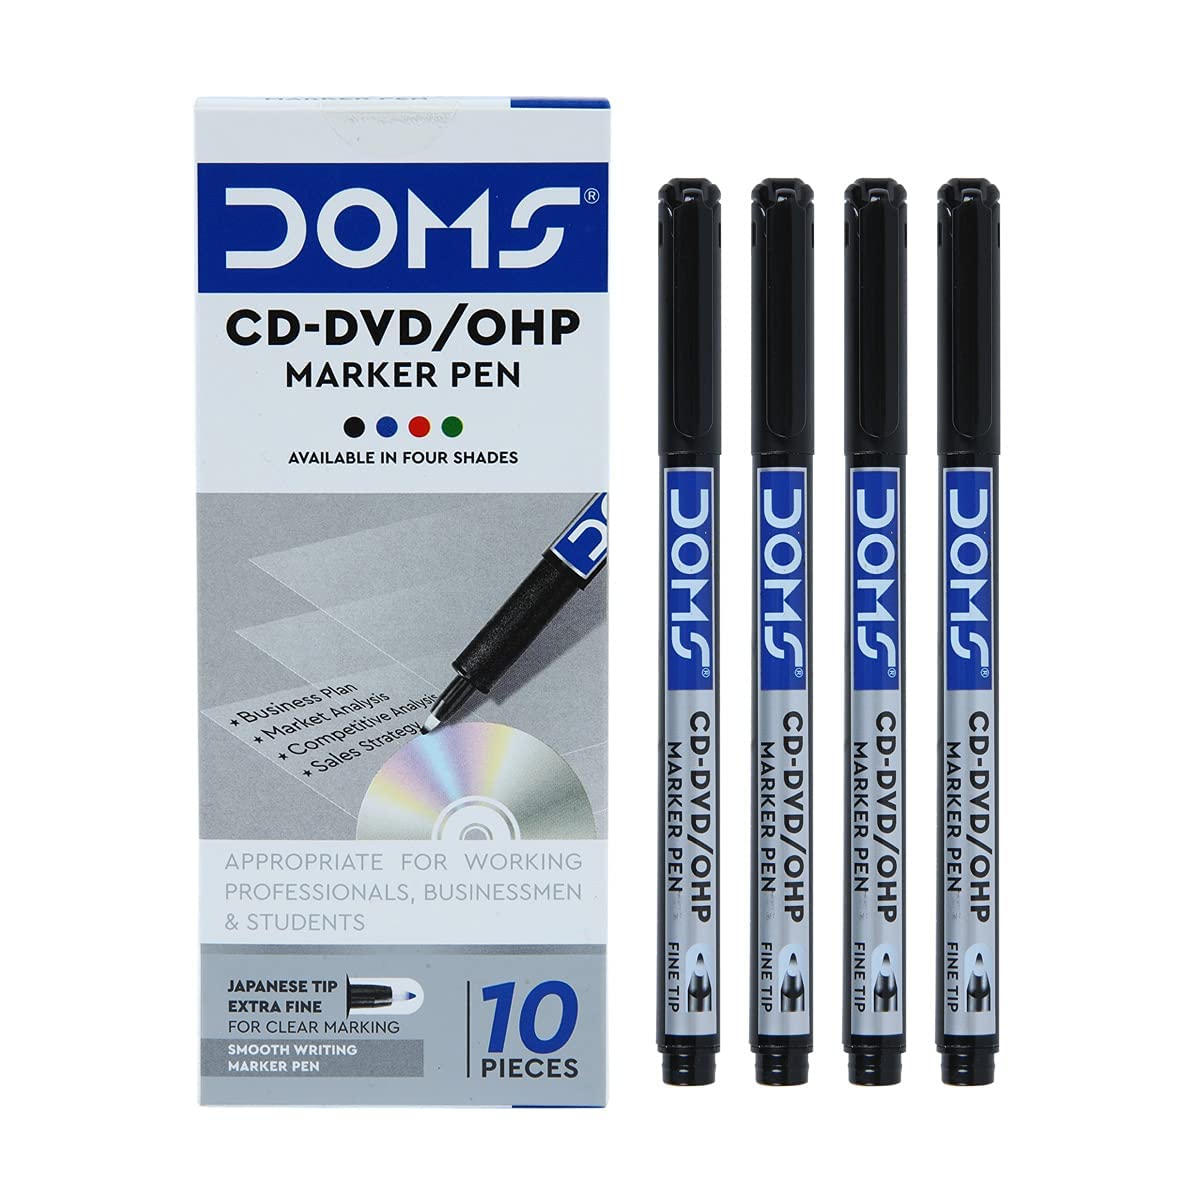 MARKER PEN
DOMS®
CD-DVD/OHP
MARKER PEN
AVAILABLE IN FOUR SHADES
★Business Plan
★Market Analysis
★Competitive Analysis
★Sales Strategy
APPROPRIATE FOR WORKING
PROFESSIONALS, BUSINESSMEN
& STUDENTS
JAPANESE TIP
EXTRA FINE
FOR CLEAR MARKING
SMOOTH WRITING
MARKER PEN
10
PIECES
DOMS®
CD-DVD/OHP
MARKER PEN
FINE TIP
DOMS®
CD-DVD/OHP
MARKER PEN
FINE TIP
DOMS®
CD-DVD/OHP
MARKER PEN
FINE TIP
DOMS®
CD-DVD/OHP
MARKER PEN
FINE TIP